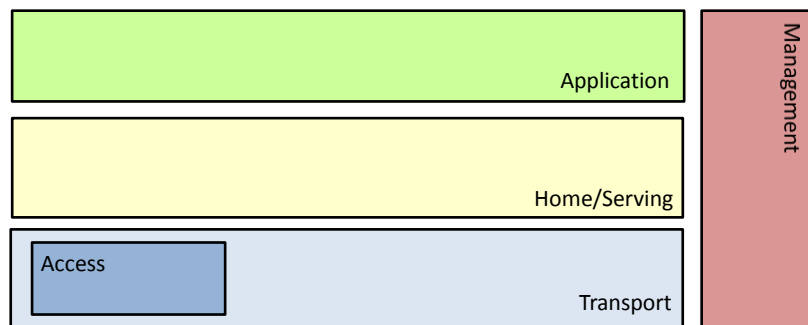 Application
Management
Home/Serving
Access
Transport